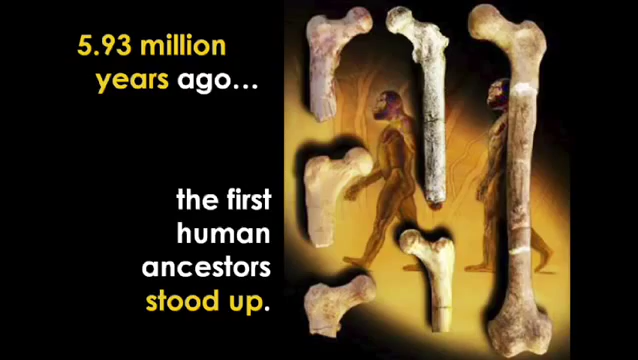 5.93 million
years ago...
the first
human
ancestors
stood up.